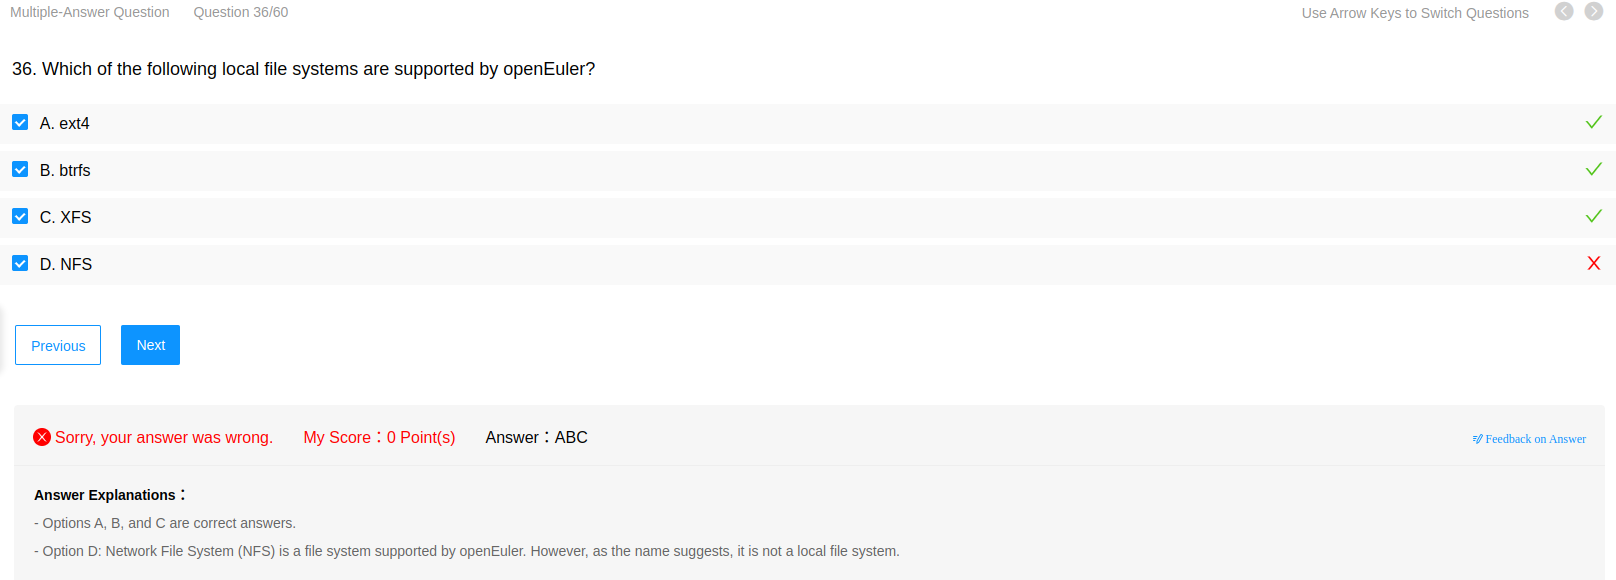 Multiple-Answer Question Question 36/60 Use Arrow Keys to Switch Questions
36. Which of the following local file systems are supported by openEuler?
A. ext4
B. btrfs
C. XFS
D. NFS
Previous Next
Sorry, your answer was wrong. My Score：0 Point(s) Answer：ABC Feedback on Answer
Answer Explanations：
- Options A, B, and C are correct answers.
- Option D: Network File System (NFS) is a file system supported by openEuler. However, as the name suggests, it is not a local file system.